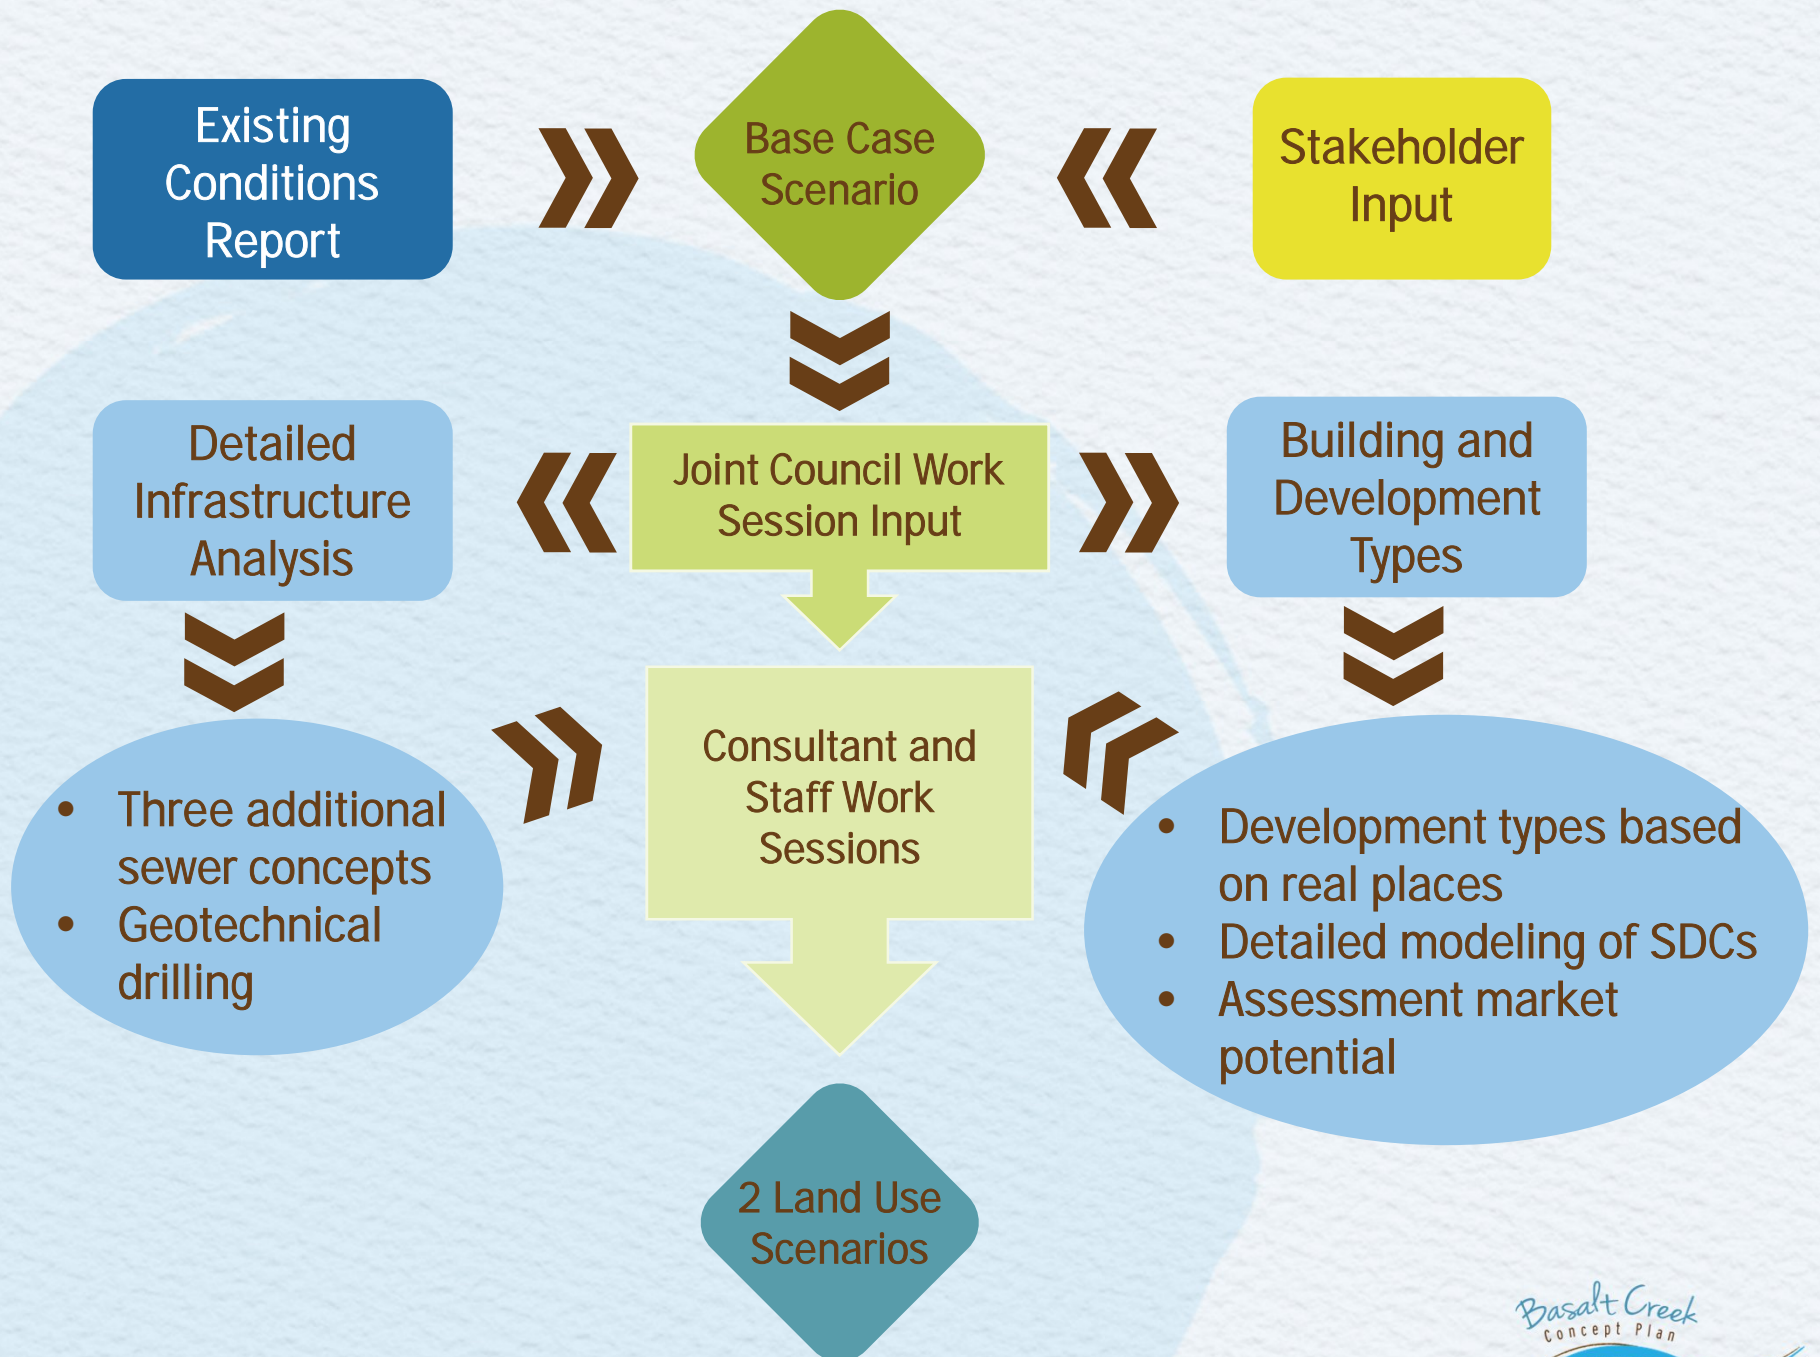 Existing
Conditions
Report
Base Case
Scenario
Stakeholder
Input
Detailed
Infrastructure
Analysis
Joint Council Work
Session Input
Building and
Development
Types
• Three additional
sewer concepts
• Geotechnical
drilling
Consultant and
Staff Work
Sessions
• Development types based
on real places
• Detailed modeling of SDCs
• Assessment market
potential
2 Land Use
Scenarios
Basalt Creek
Concept Plan